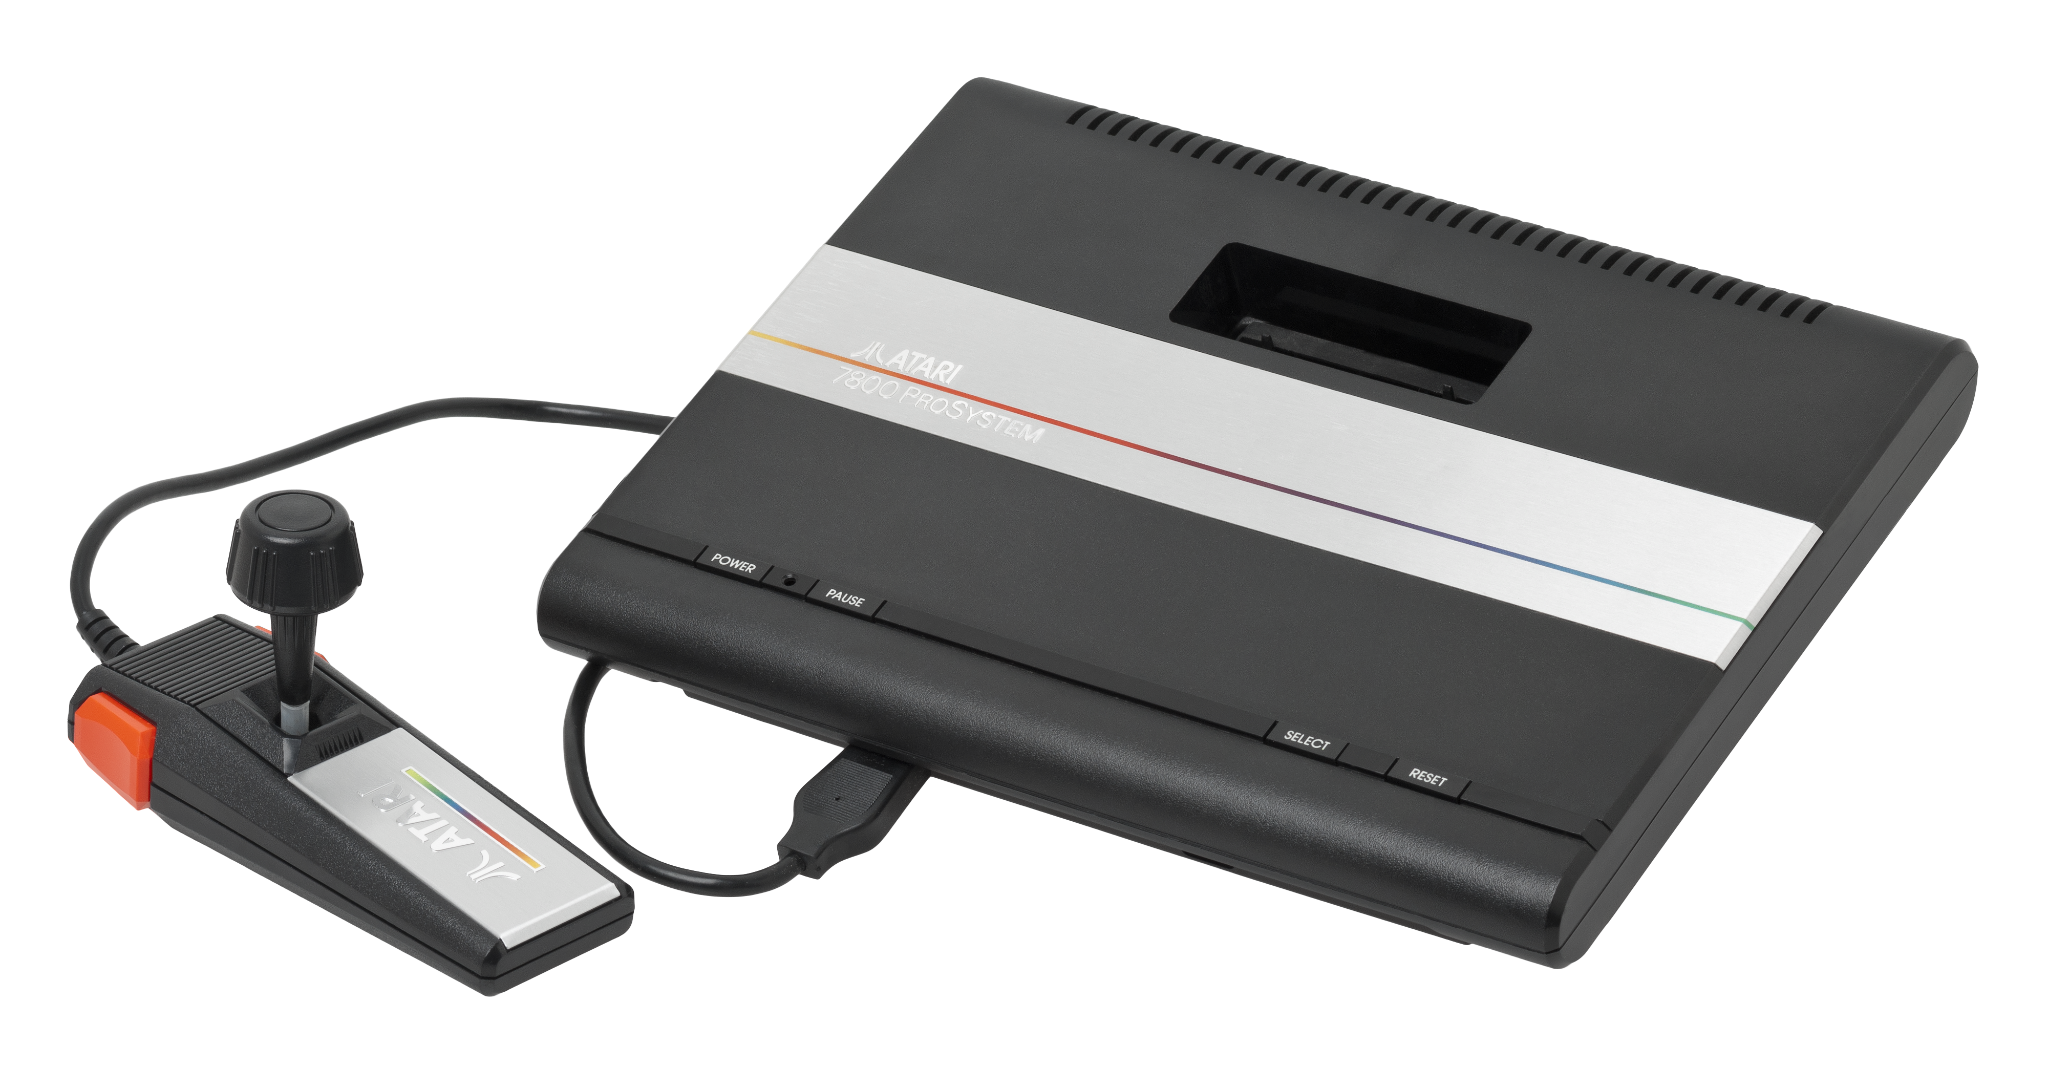 ATARI
7800 PROSYSTEM
POWER
PAUSE
SELECT
RESET
ATARI